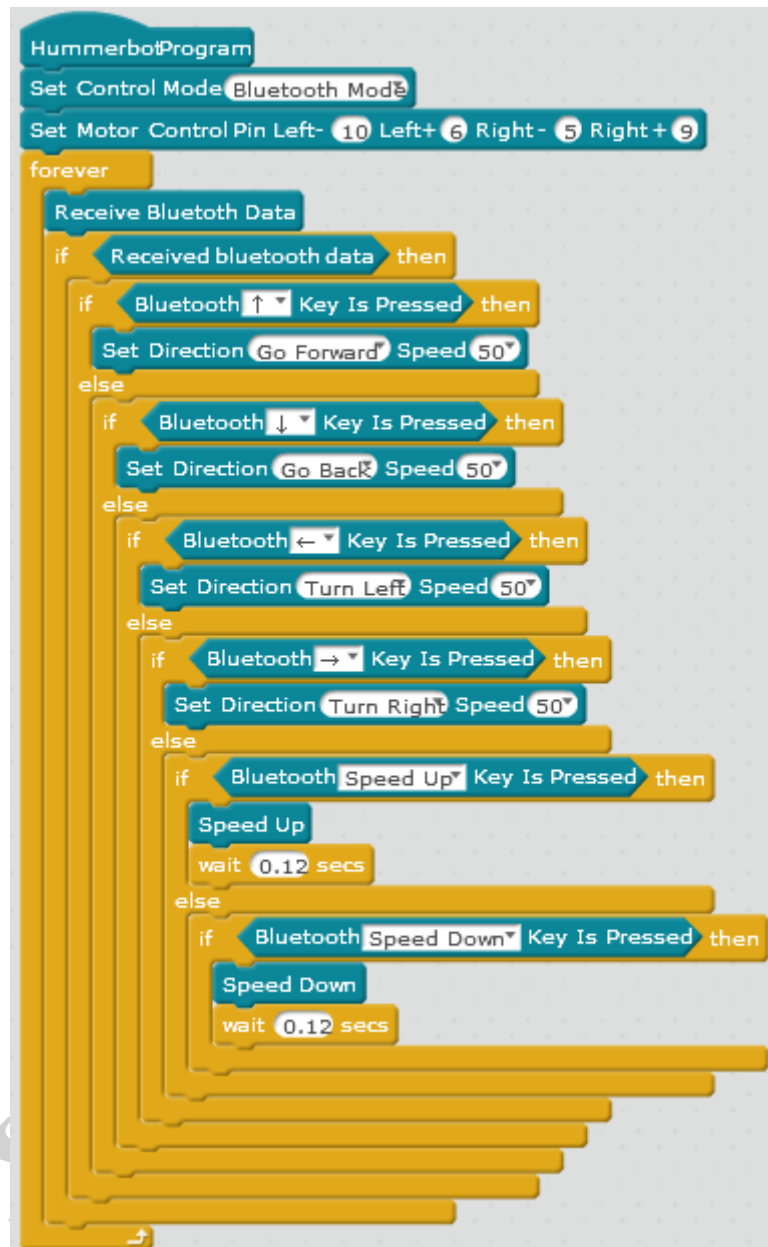 HummerbotProgram
Set Control Mode Bluetooth Mode
Set Motor Control Pin Left- 10 Left+ 6 Right- 5 Right+ 9
forever
Receive Bluetoth Data
if Received bluetooth data then
if Bluetooth ↑ Key Is Pressed then
Set Direction Go Forward Speed 50
else
if Bluetooth ↓ Key Is Pressed then
Set Direction Go Back Speed 50
else
if Bluetooth ← Key Is Pressed then
Set Direction Turn Left Speed 50
else
if Bluetooth → Key Is Pressed then
Set Direction Turn Right Speed 50
else
if Bluetooth Speed Up Key Is Pressed then
Speed Up
wait 0.12 secs
else
if Bluetooth Speed Down Key Is Pressed then
Speed Down
wait 0.12 secs